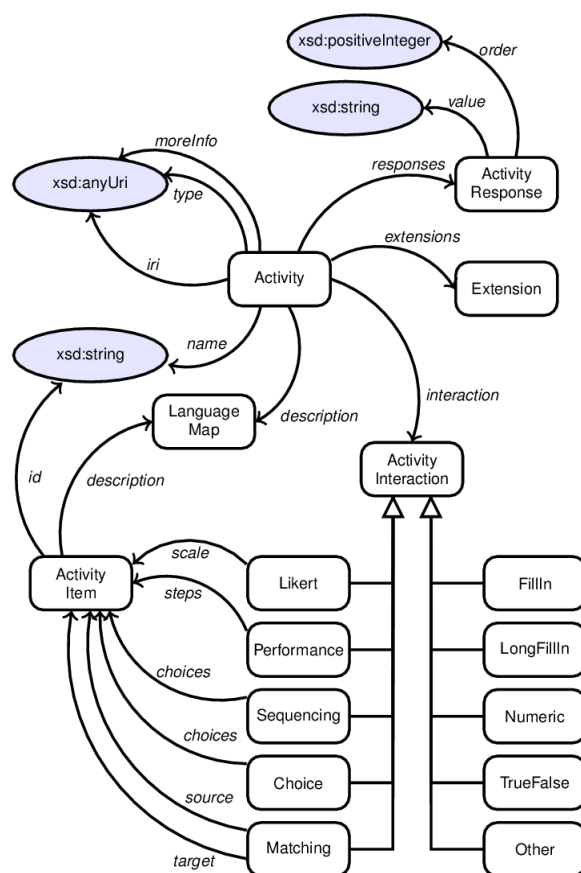 xsd:positiveInteger
order
xsd:string
value
moreInfo
responses
xsd:anyUri
type
Activity
Response
extensions
iri
Activity
Extension
xsd:string
name
Language
Map
description
interaction
id
description
Activity
Interaction
scale
Activity
Item
Likert
FillIn
steps
Performance
LongFillIn
choices
Sequencing
Numeric
choices
Choice
TrueFalse
source
Matching
Other
target